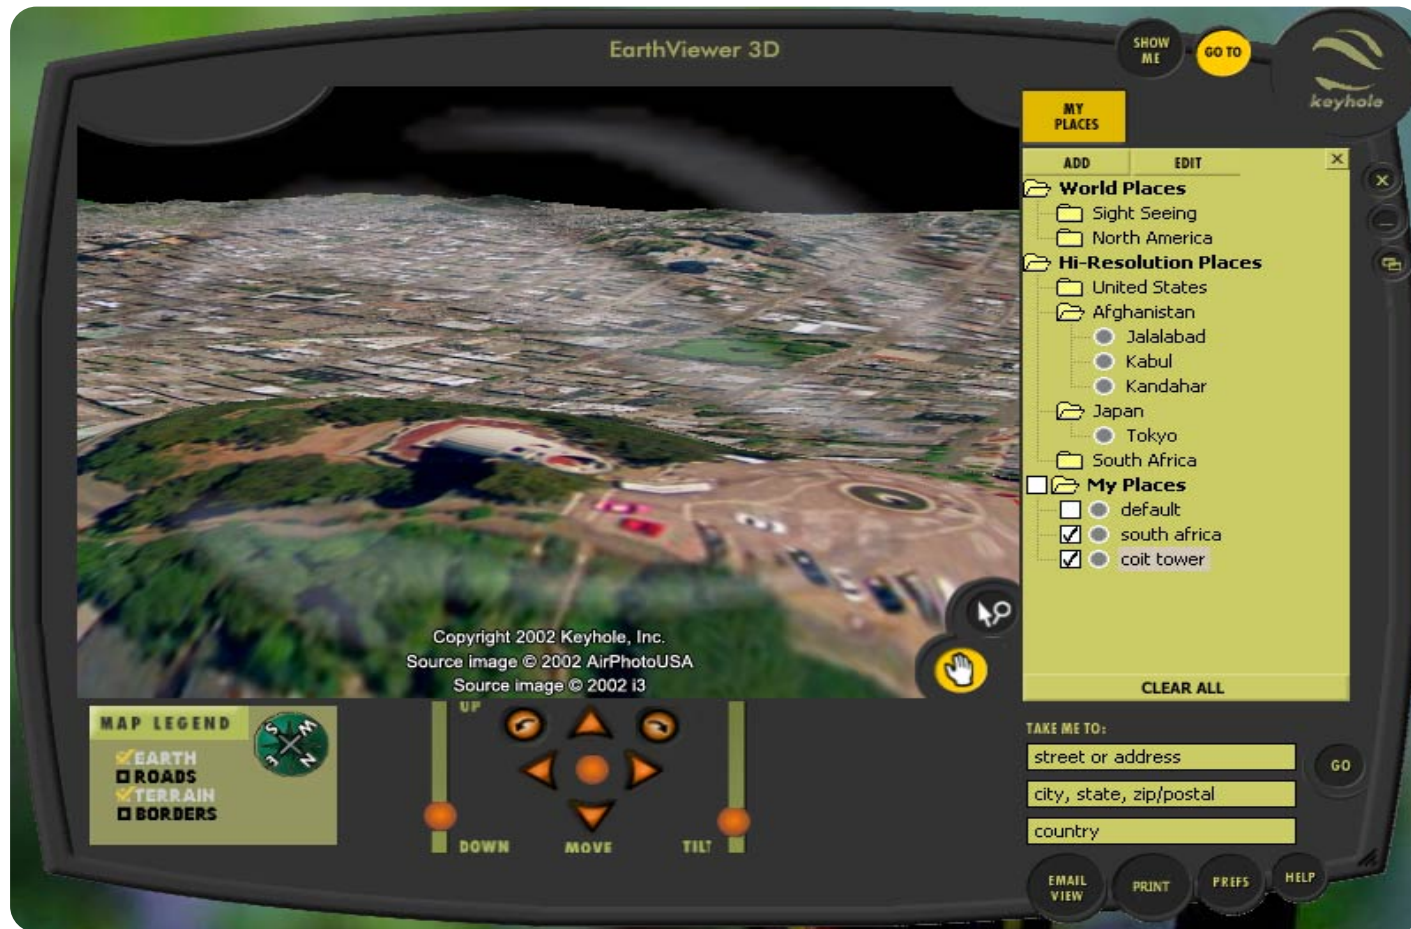 EarthViewer 3D
SHOW
ME
GO TO
keyhole
MY
PLACES
ADD EDIT
World Places
Sight Seeing
North America
Hi-Resolution Places
United States
Afghanistan
Jalalabad
Kabul
Kandahar
Japan
Tokyo
South Africa
My Places
default
south africa
coit tower
CLEAR ALL
Copyright 2002 Keyhole, Inc.
Source image © 2002 AirPhotoUSA
Source image © 2002 i3
MAP LEGEND
EARTH
ROADS
TERRAIN
BORDERS
S W E N
UP
DOWN MOVE TILT
TAKE ME TO:
street or address
city, state, zip/postal
country
GO
EMAIL
VIEW
PRINT
PREFS
HELP